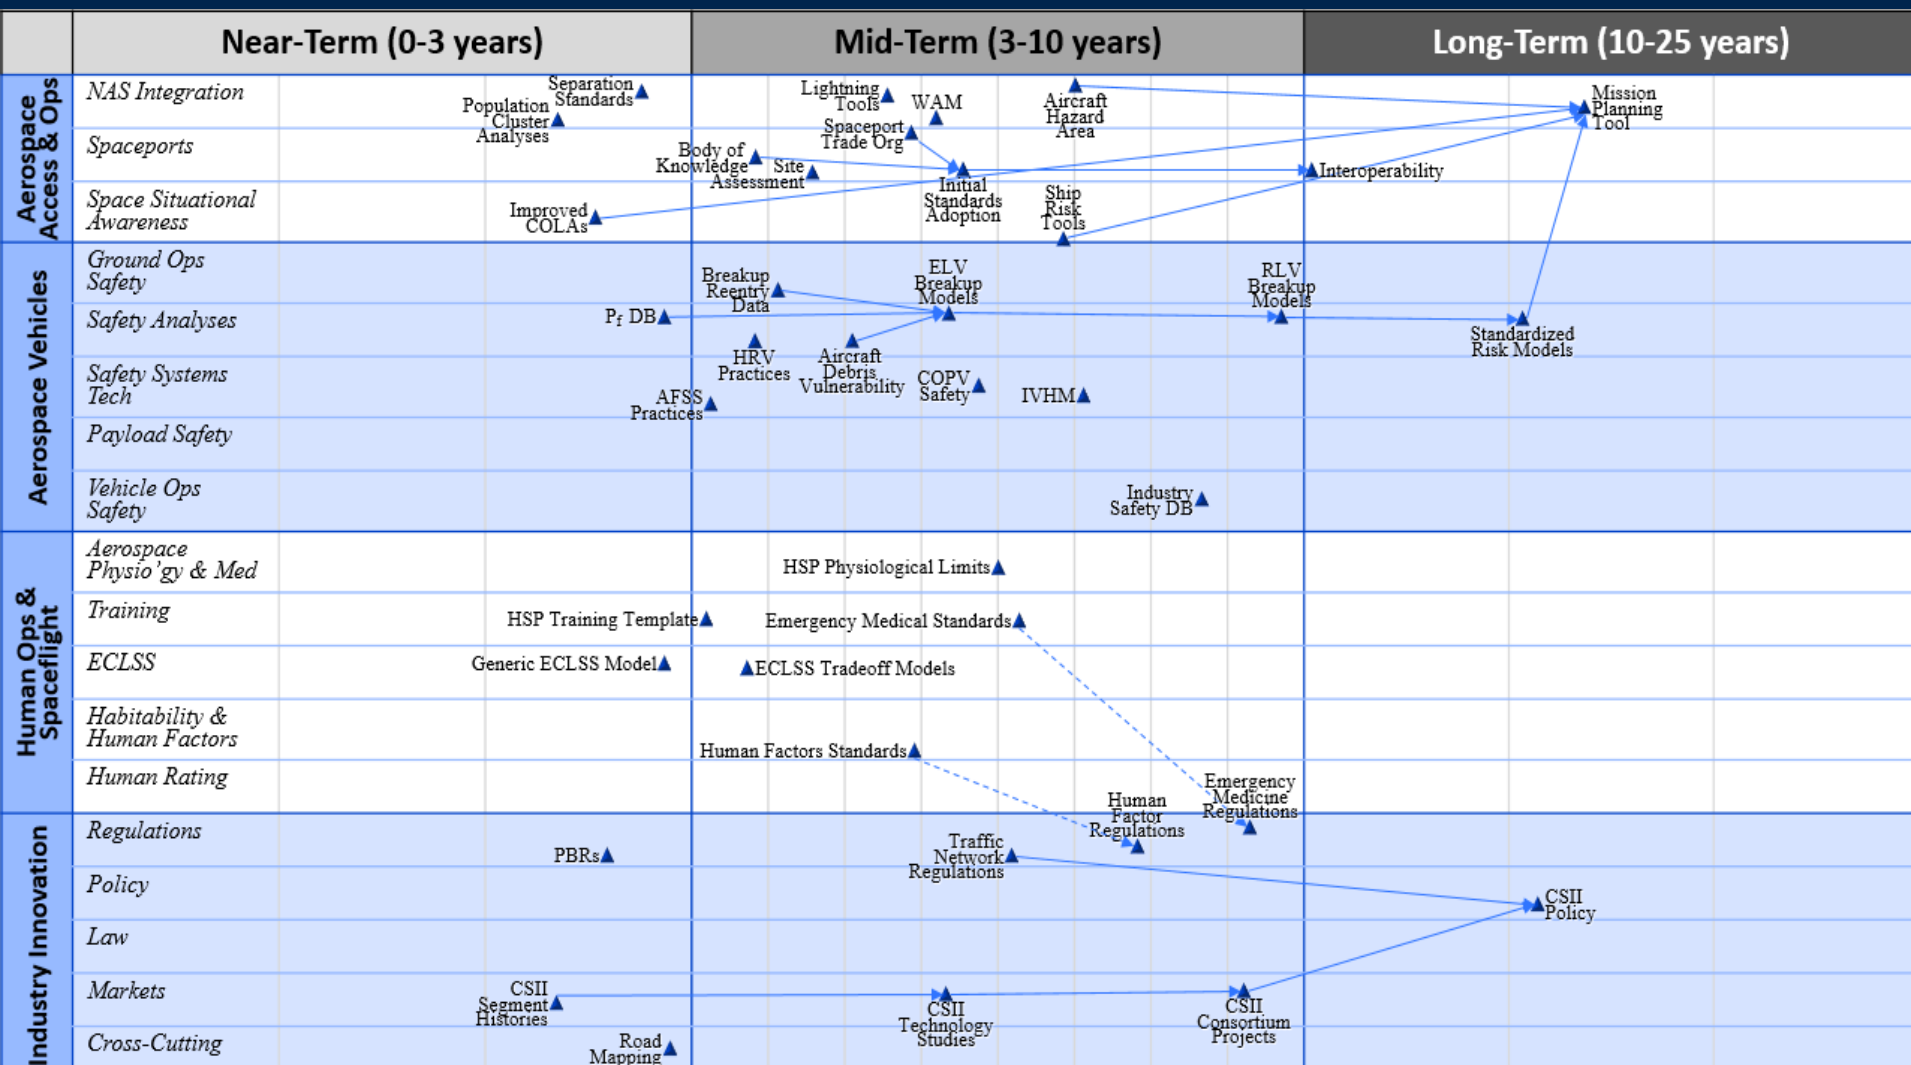 Near-Term (0-3 years)
Mid-Term (3-10 years)
Long-Term (10-25 years)
Aerospace
Access & Ops
NAS Integration
Separation
Standards
Population
Cluster
Analyses
Lightning
Tools
WAM
Spaceport
Trade Org
Aircraft
Hazard
Area
Mission
Planning
Tool
Spaceports
Body of
Knowledge
Site
Assessment
Initial
Standards
Adoption
Interoperability
Space Situational
Awareness
Improved
COLAs
Ship
Risk
Tools
Aerospace Vehicles
Ground Ops
Safety
Breakup
Reentry
Data
ELV
Breakup
Models
RLV
Breakup
Models
Safety Analyses
Pf DB
HRV
Practices
Aircraft
Debris
Vulnerability
Standardized
Risk Models
Safety Systems
Tech
AFSS
Practices
COPV
Safety
IVHM
Payload Safety
Vehicle Ops
Safety
Industry
Safety DB
Human Ops &
Spaceflight
Aerospace
Physio'gy & Med
HSP Physiological Limits
Training
HSP Training Template
Emergency Medical Standards
ECLSS
Generic ECLSS Model
ECLSS Tradeoff Models
Habitability &
Human Factors
Human Factors Standards
Human Rating
Emergency
Medicine
Regulations
Human
Factor
Regulations
Industry Innovation
Regulations
PBRs
Traffic
Network
Regulations
Policy
CSII
Policy
Law
Markets
CSII
Segment
Histories
CSII
Technology
Studies
CSII
Consortium
Projects
Cross-Cutting
Road
Mapping